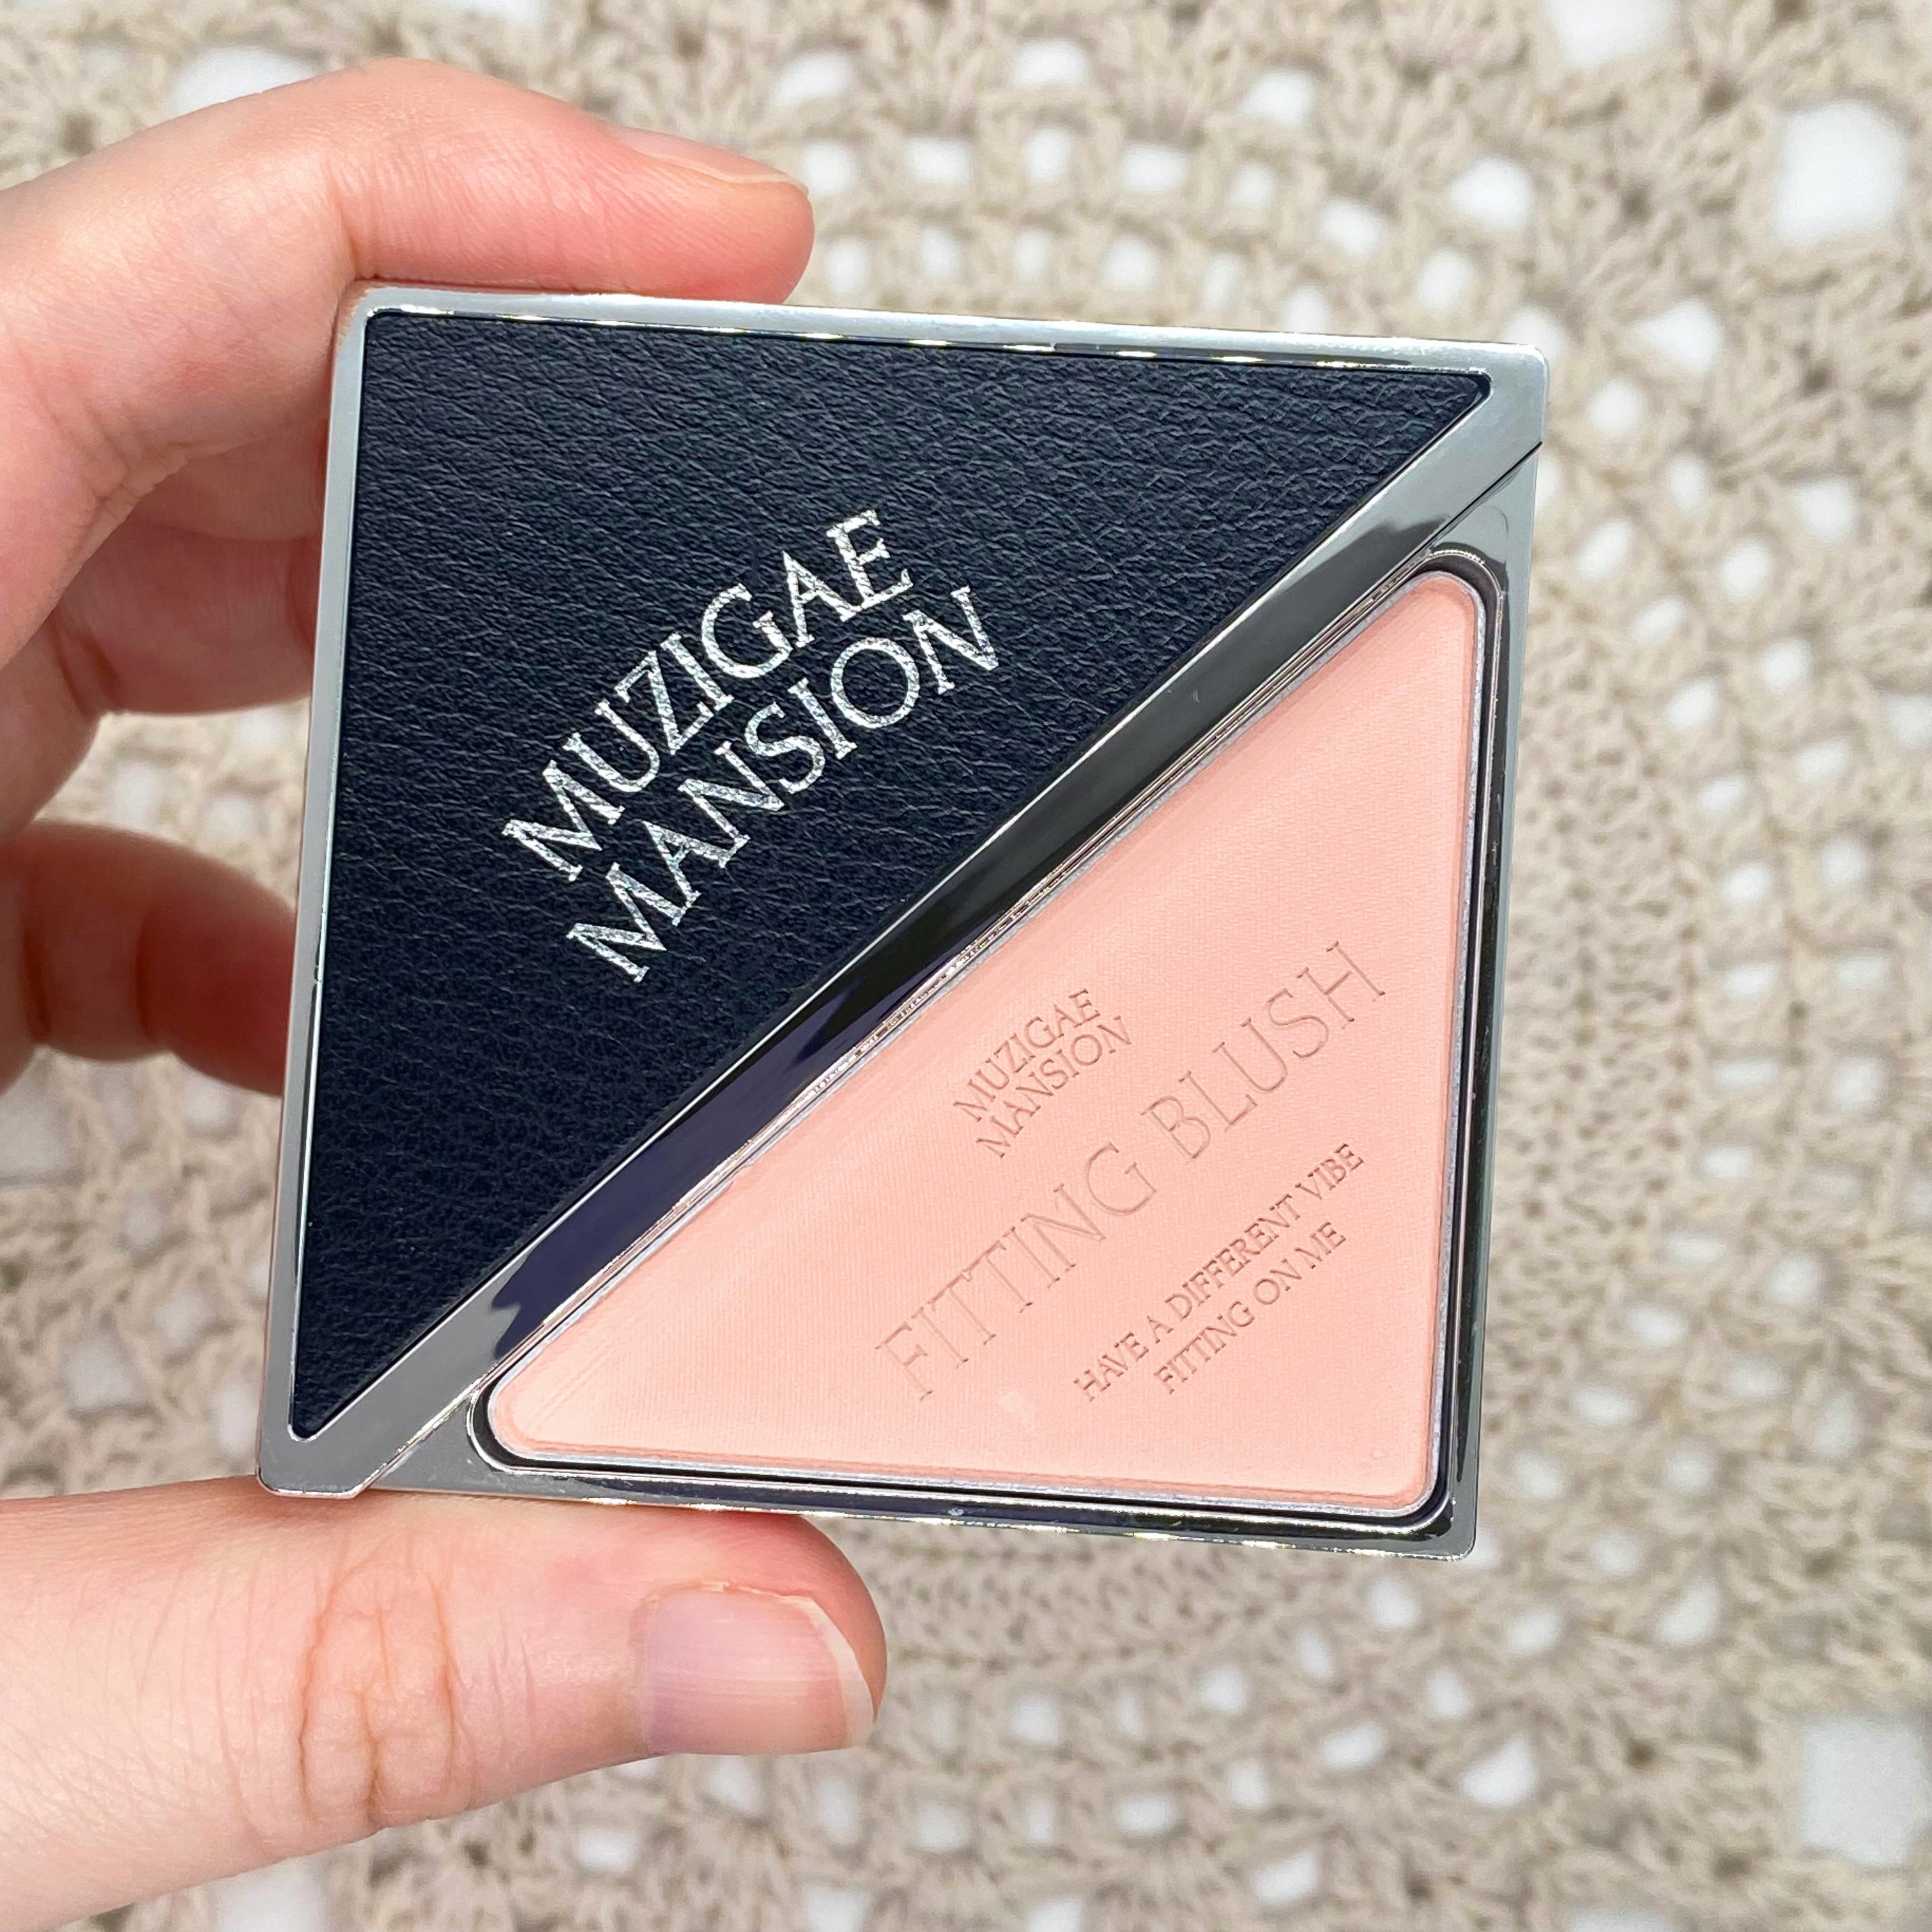 MUZIGAE
MANSION
MUZIGAE
MANSION
FITTING BLUSH
HAVE A DIFFERENT VIBE
FITTING ON ME